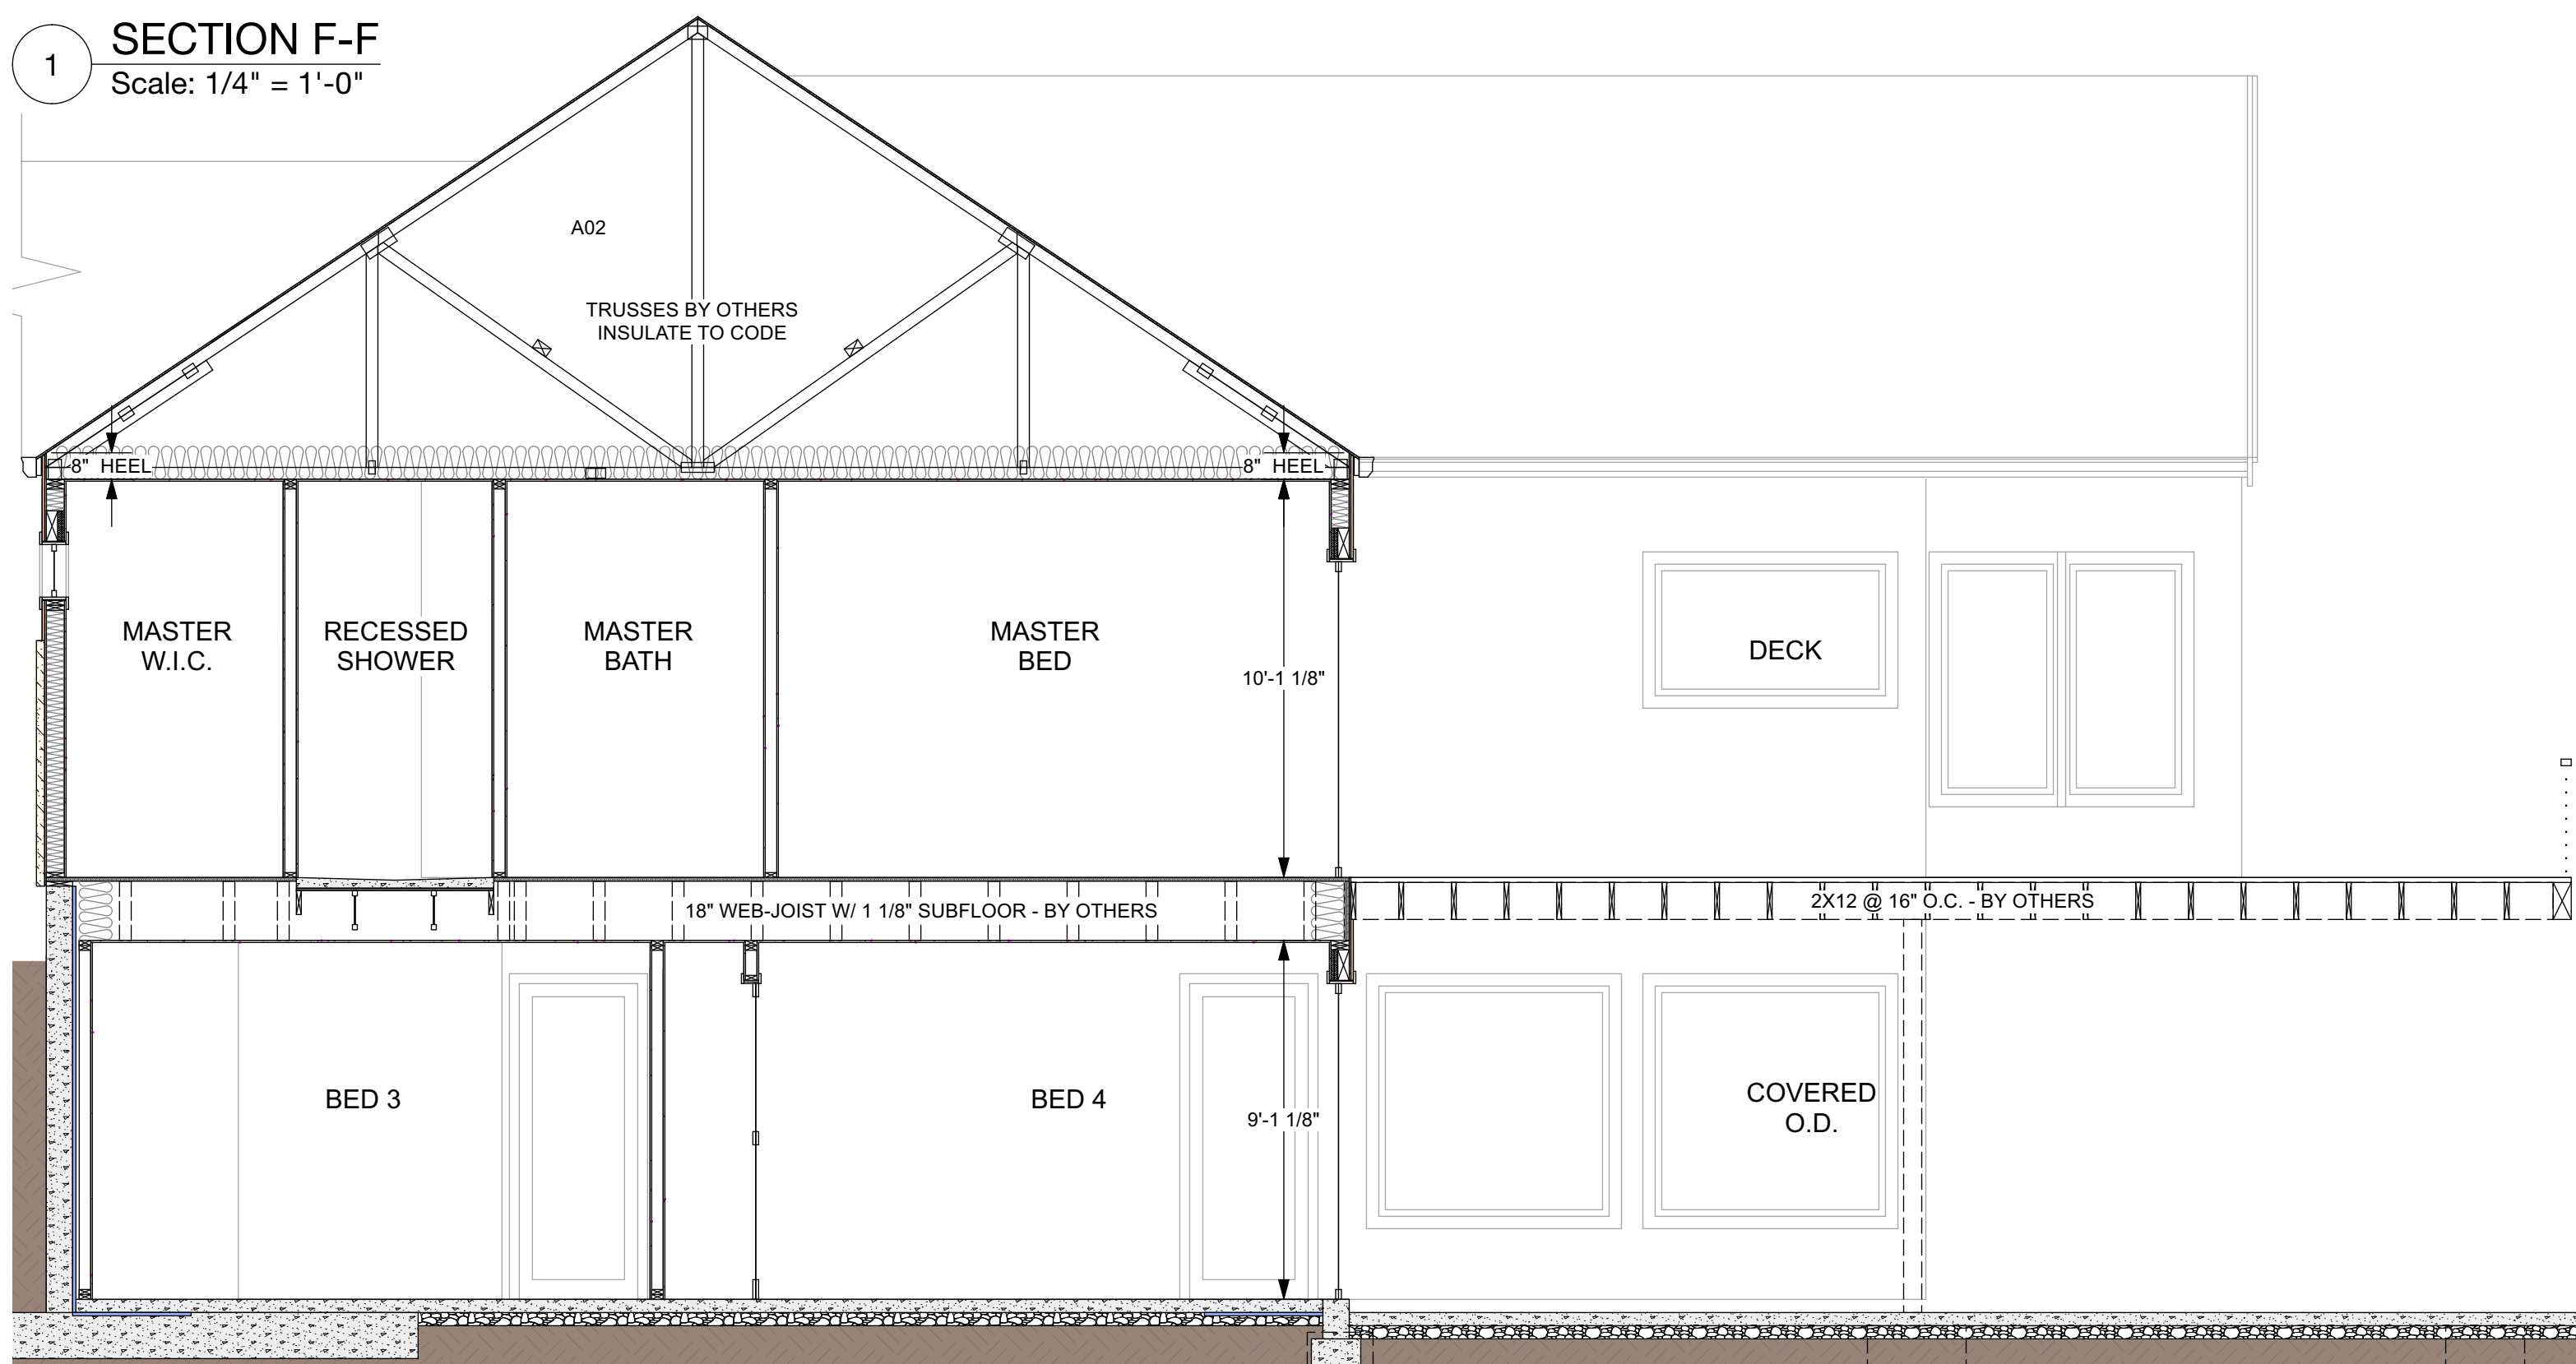 1
SECTION F-F
Scale: 1/4" = 1'-0"
A02
TRUSSES BY OTHERS
INSULATE TO CODE
8" HEEL
8" HEEL
MASTER
W.I.C.
RECESSED
SHOWER
MASTER
BATH
MASTER
BED
10'-1 1/8"
DECK
18" WEB-JOIST W/ 1 1/8" SUBFLOOR - BY OTHERS
2X12 @ 16" O.C. - BY OTHERS
BED 3
BED 4
9'-1 1/8"
COVERED
O.D.